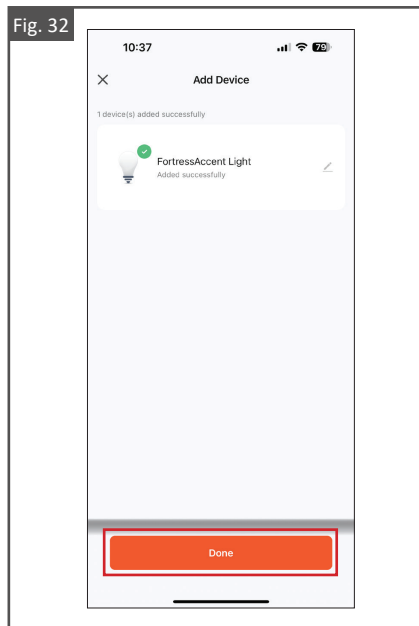 Fig. 32
10:37
79
Add Device
1 device(s) added successfully
FortressAccent Light
Added successfully
Done